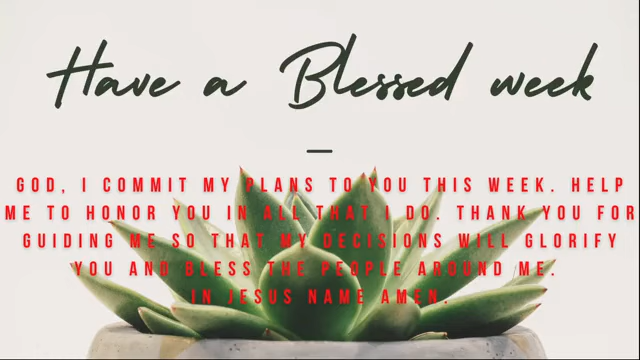 Have a Blessed week
GOD, I COMMIT MY PLANS TO YOU THIS WEEK. HELP
ME TO HONOR YOU IN ALL THAT I DO. THANK YOU FOR
GUIDING ME SO THAT MY DECISIONS WILL GLORIFY
YOU AND BLESS THE PEOPLE AROUND ME.
IN JESUS NAME AMEN.